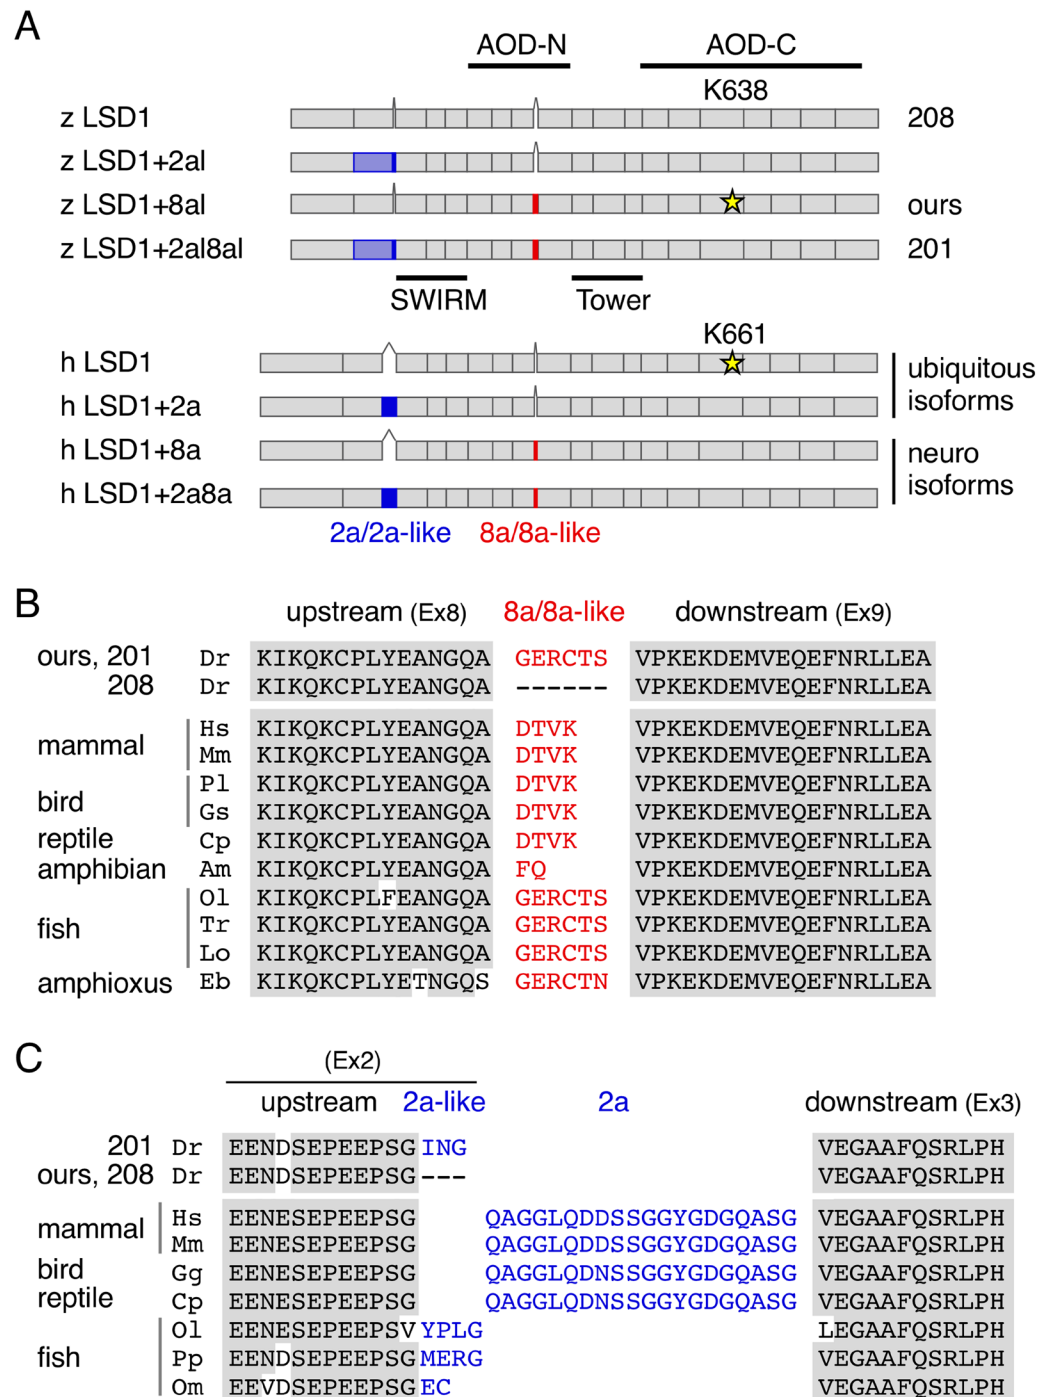 A
AOD-N AOD-C
K638
z LSD1 208
z LSD1+2al
z LSD1+8al ours
z LSD1+2al8al 201
SWIRM Tower
K661
h LSD1 ubiquitous
h LSD1+2a isoforms
h LSD1+8a neuro
h LSD1+2a8a isoforms
2a/2a-like 8a/8a-like
B
upstream (Ex8) 8a/8a-like downstream (Ex9)
ours, 201 Dr KIKQKCPLYEANGQA GERCTS VPKEKDEMVEQEFNRLLEA
208 Dr KIKQKCPLYEANGQA ------ VPKEKDEMVEQEFNRLLEA
mammal Hs KIKQKCPLYEANGQA DTVK VPKEKDEMVEQEFNRLLEA
Mm KIKQKCPLYEANGQA DTVK VPKEKDEMVEQEFNRLLEA
bird Pl KIKQKCPLYEANGQA DTVK VPKEKDEMVEQEFNRLLEA
Gs KIKQKCPLYEANGQA DTVK VPKEKDEMVEQEFNRLLEA
reptile Cp KIKQKCPLYEANGQA DTVK VPKEKDEMVEQEFNRLLEA
amphibian Am KIKQKCPLYEANGQA FQ VPKEKDEMVEQEFNRLLEA
fish Ol KIKQKCPLFEANGQA GERCTS VPKEKDEMVEQEFNRLLEA
Tr KIKQKCPLYEANGQA GERCTS VPKEKDEMVEQEFNRLLEA
Lo KIKQKCPLYEANGQA GERCTS VPKEKDEMVEQEFNRLLEA
amphioxus Eb KIKQKCPLYETNGQS GERCTN VPKEKDEMVEQEFNRLLEA
C
(Ex2)
upstream 2a-like 2a downstream (Ex3)
201 Dr EENDSEPEEPSG ING VEGAAFQSRLPH
ours, 208 Dr EENDSEPEEPSG --- VEGAAFQSRLPH
mammal Hs EENESEPEEPSG QAGGLQDDSSGGYGDGQASG VEGAAFQSRLPH
Mm EENESEPEEPSG QAGGLQDDSSGGYGDGQASG VEGAAFQSRLPH
bird Gg EENESEPEEPSG QAGGLQDNSSGGYGDGQASG VEGAAFQSRLPH
reptile Cp EENESEPEEPSG QAGGLQDNSSGGYGDGQASG VEGAAFQSRLPH
fish Ol EENESEPEEPSV YPLG LEGAAFQSRLPH
Pp EENDSEPEEPSG MERG VEGAAFQSRLPH
Om EEVDSEPEEPSG EC VEGAAFQSRLPH